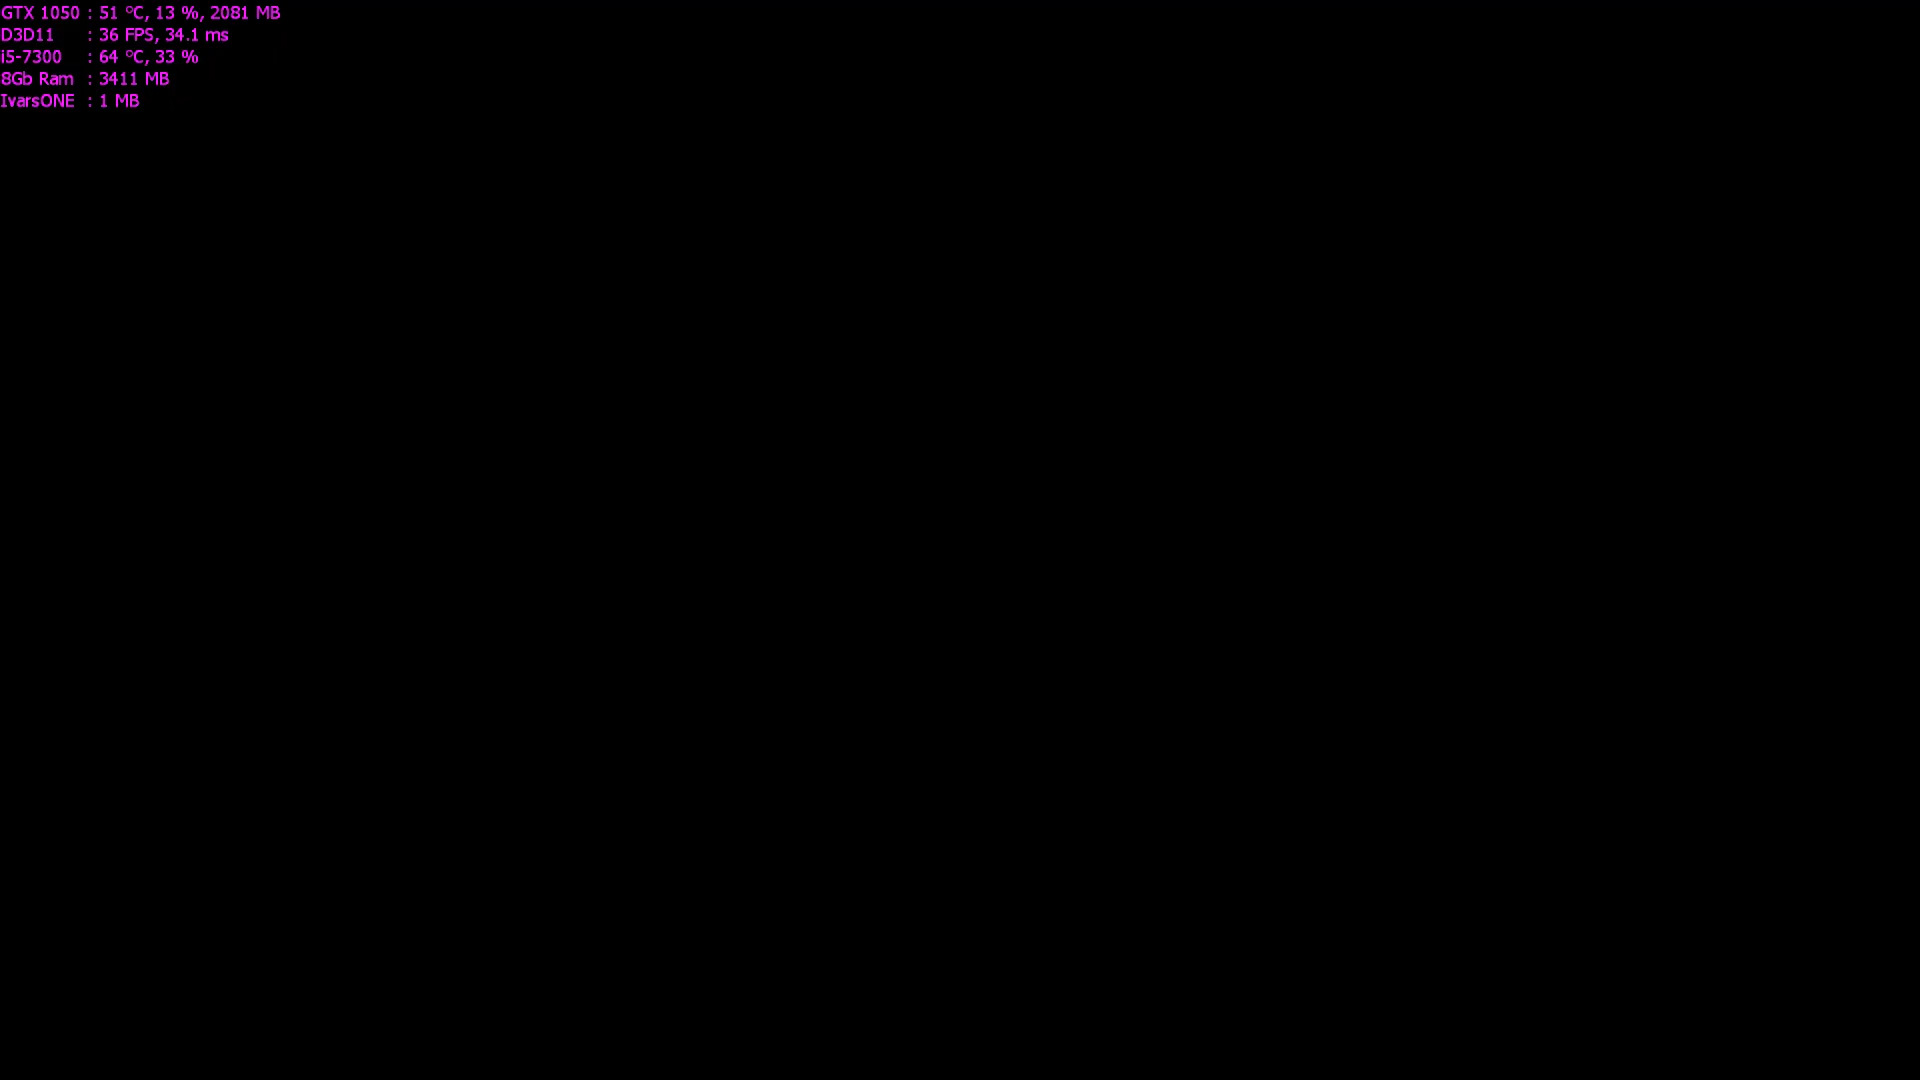 GTX 1050 : 51 °C, 13 %, 2081 MB
D3D11 : 36 FPS, 34.1 ms
i5-7300 : 64 °C, 33 %
8Gb Ram : 3411 MB
IvarsONE : 1 MB